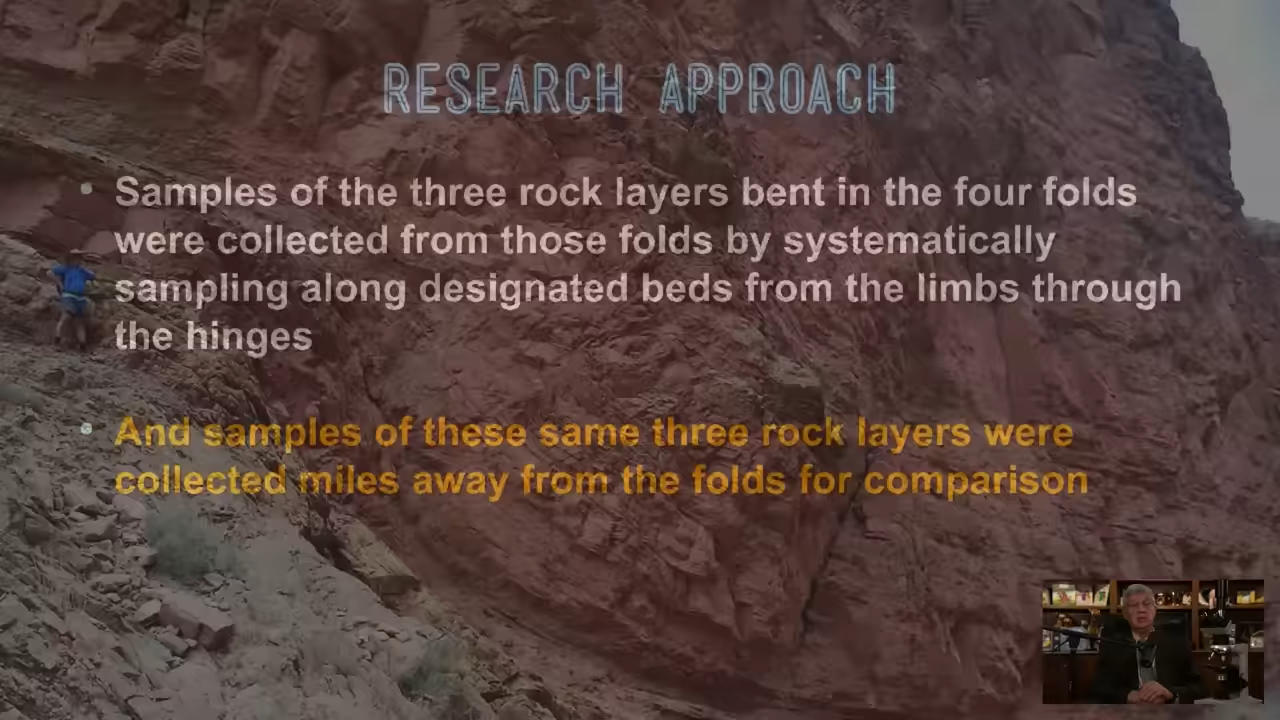 RESEARCH APPROACH
• Samples of the three rock layers bent in the four folds
were collected from those folds by systematically
sampling along designated beds from the limbs through
the hinges
• And samples of these same three rock layers were
collected miles away from the folds for comparison